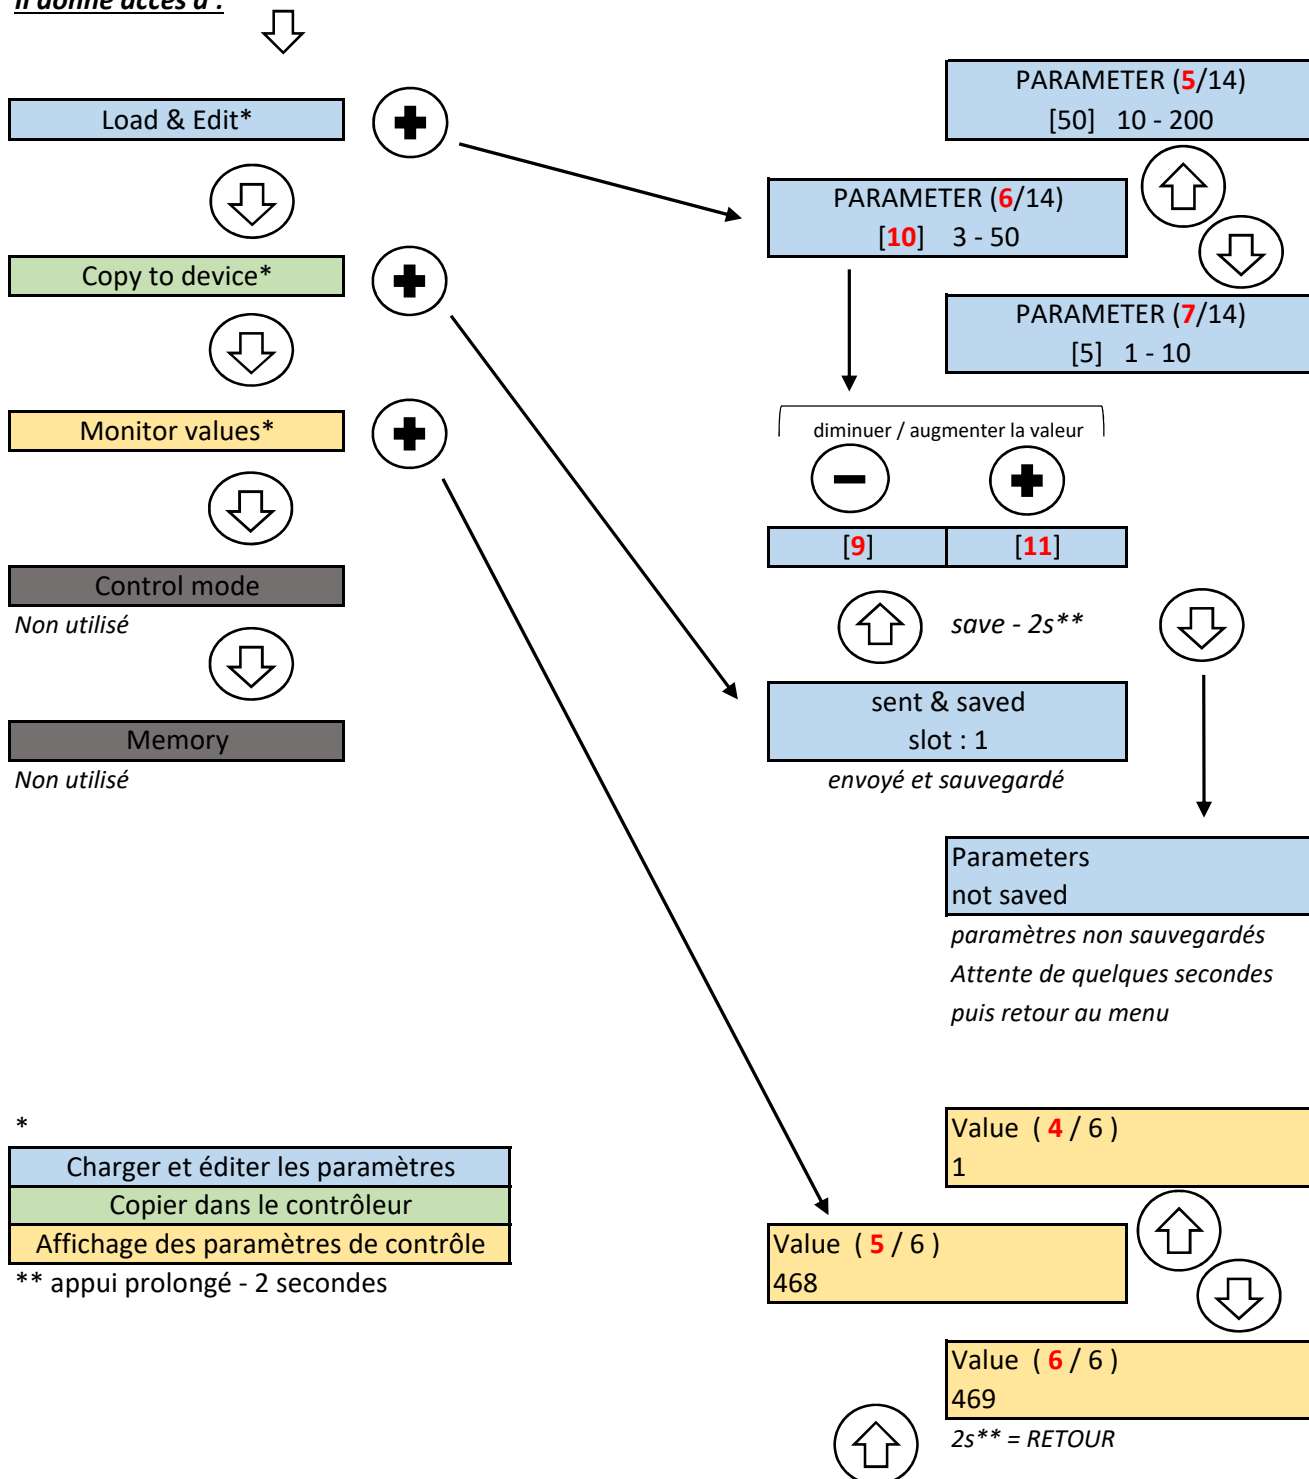 Il donne accès à :
Load & Edit*
Copy to device*
Monitor values*
Control mode
Non utilisé
Memory
Non utilisé
PARAMETER (5/14)
[50] 10 - 200
PARAMETER (6/14)
[10] 3 - 50
PARAMETER (7/14)
[5] 1 - 10
diminuer / augmenter la valeur
[9] [11]
save - 2s**
sent & saved
slot : 1
envoyé et sauvegardé
Parameters
not saved
paramètres non sauvegardés
Attente de quelques secondes
puis retour au menu
*
Charger et éditer les paramètres
Copier dans le contrôleur
Affichage des paramètres de contrôle
** appui prolongé - 2 secondes
Value ( 4 / 6 )
1
Value ( 5 / 6 )
468
Value ( 6 / 6 )
469
2s** = RETOUR